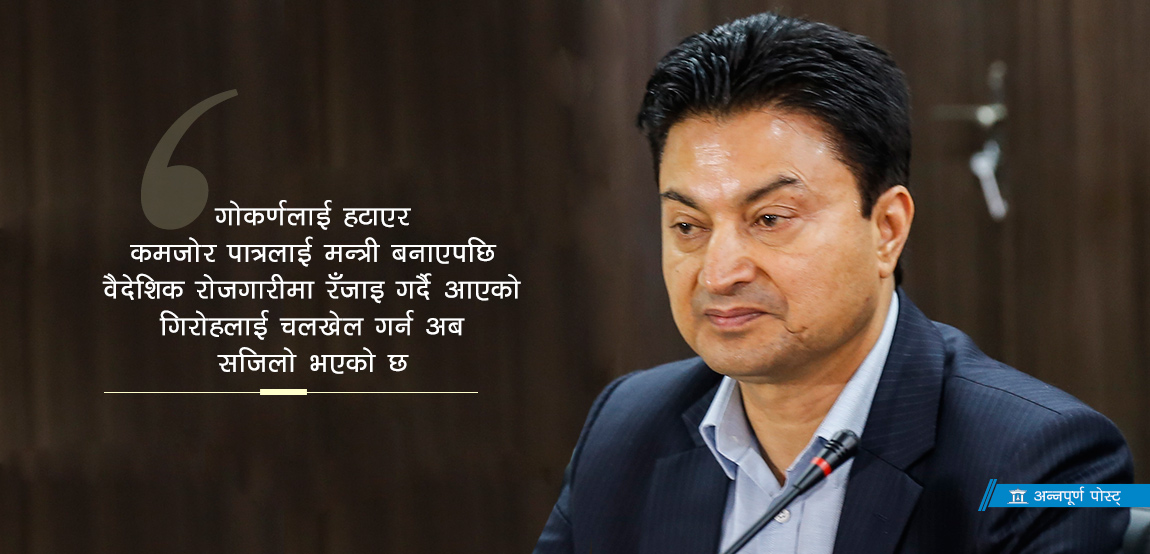 गोकर्णलाई हटाएर
कमजोर पात्रलाई मन्त्री बनाएपछि
वैदेशिक रोजगारीमा रँजाइ गर्दै आएको
गिरोहलाई चलखेल गर्न अब
सजिलो भएको छ
अन्नपूर्ण पोस्ट्